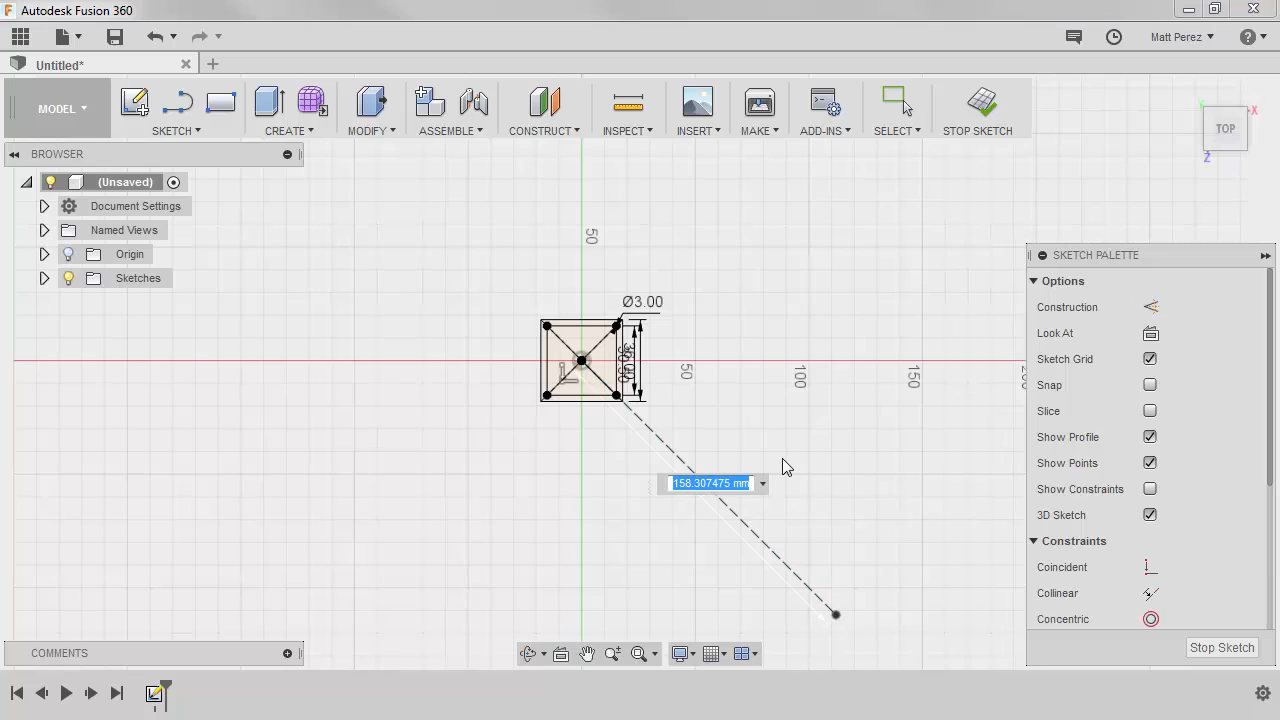 Autodesk Fusion 360
Matt Perez
Untitled*
MODEL
SKETCH
CREATE
MODIFY
ASSEMBLE
CONSTRUCT
INSPECT
INSERT
MAKE
ADD-INS
SELECT
STOP SKETCH
TOP
X
Z
BROWSER
(Unsaved)
Document Settings
Named Views
Origin
Sketches
50
Ø3.00
50
100
150
158.307475 mm
SKETCH PALETTE
Options
Construction
Look At
Sketch Grid
Snap
Slice
Show Profile
Show Points
Show Constraints
3D Sketch
Constraints
Coincident
Collinear
Concentric
Stop Sketch
COMMENTS